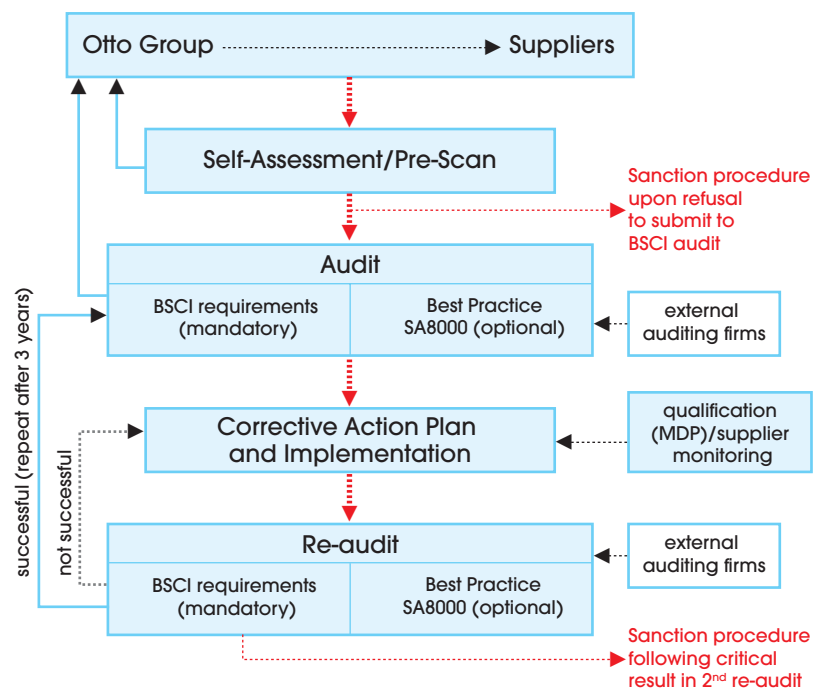 Otto Group
Suppliers
Self-Assessment/Pre-Scan
Sanction procedure
upon refusal
to submit to
BSCI audit
Audit
BSCI requirements
(mandatory)
Best Practice
SA8000 (optional)
external
auditing firms
Corrective Action Plan
and Implementation
qualification
(MDP)/supplier
monitoring
successful (repeat after 3 years)
not successful
Re-audit
BSCI requirements
(mandatory)
Best Practice
SA8000 (optional)
external
auditing firms
Sanction procedure
following critical
result in 2nd re-audit